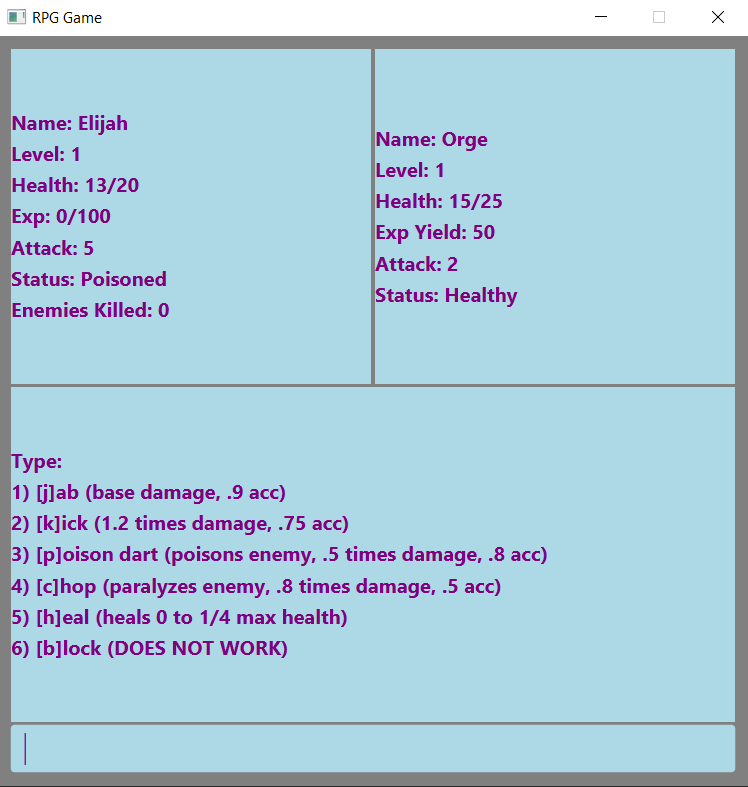 RPG Game
Name: Elijah
Level: 1
Health: 13/20
Exp: 0/100
Attack: 5
Status: Poisoned
Enemies Killed: 0
Name: Orge
Level: 1
Health: 15/25
Exp Yield: 50
Attack: 2
Status: Healthy
Type:
1) [j]ab (base damage, .9 acc)
2) [k]ick (1.2 times damage, .75 acc)
3) [p]oison dart (poisons enemy, .5 times damage, .8 acc)
4) [c]hop (paralyzes enemy, .8 times damage, .5 acc)
5) [h]eal (heals 0 to 1/4 max health)
6) [b]lock (DOES NOT WORK)